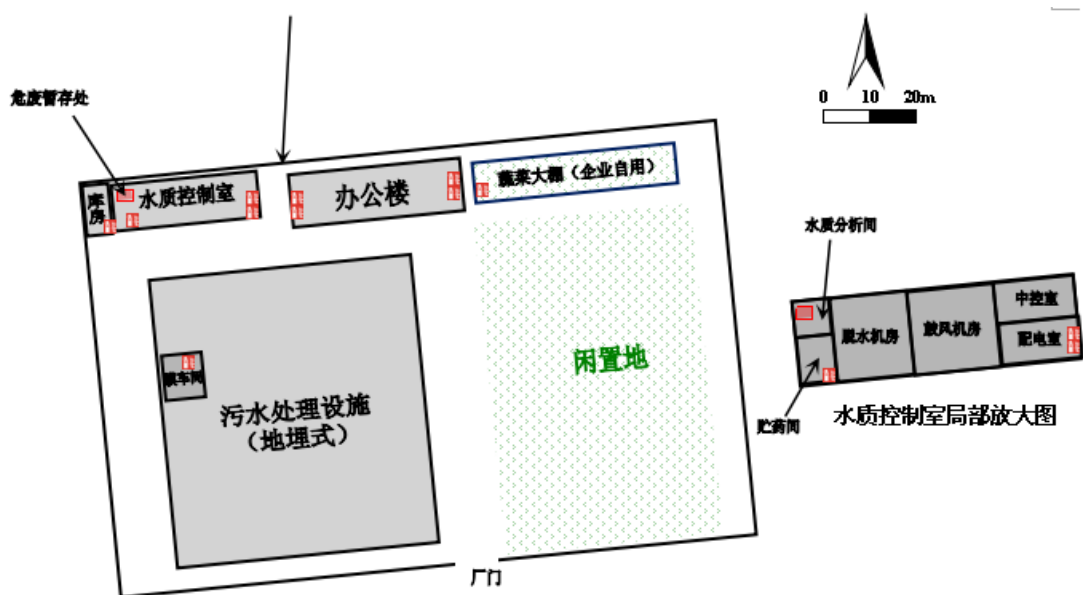 危废暂存处
0 10 20m
库房
水质控制室
办公楼
蔬菜大棚（企业自用）
水质分析间
中控室
脱水机房
鼓风机房
配电室
闲置地
膜车间
污水处理设施
（地埋式）
贮药间
水质控制室局部放大图
厂门